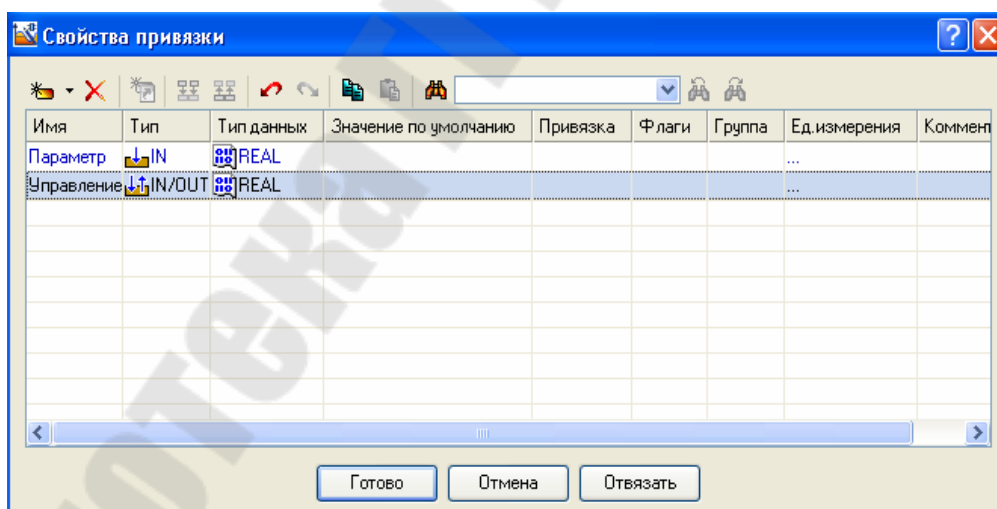 Свойства привязки
Имя Тип Тип данных Значение по умолчанию Привязка Флаги Группа Ед.измерения Коммент
Параметр IN REAL ...
Управление IN/OUT REAL ...
Готово Отмена Отвязать